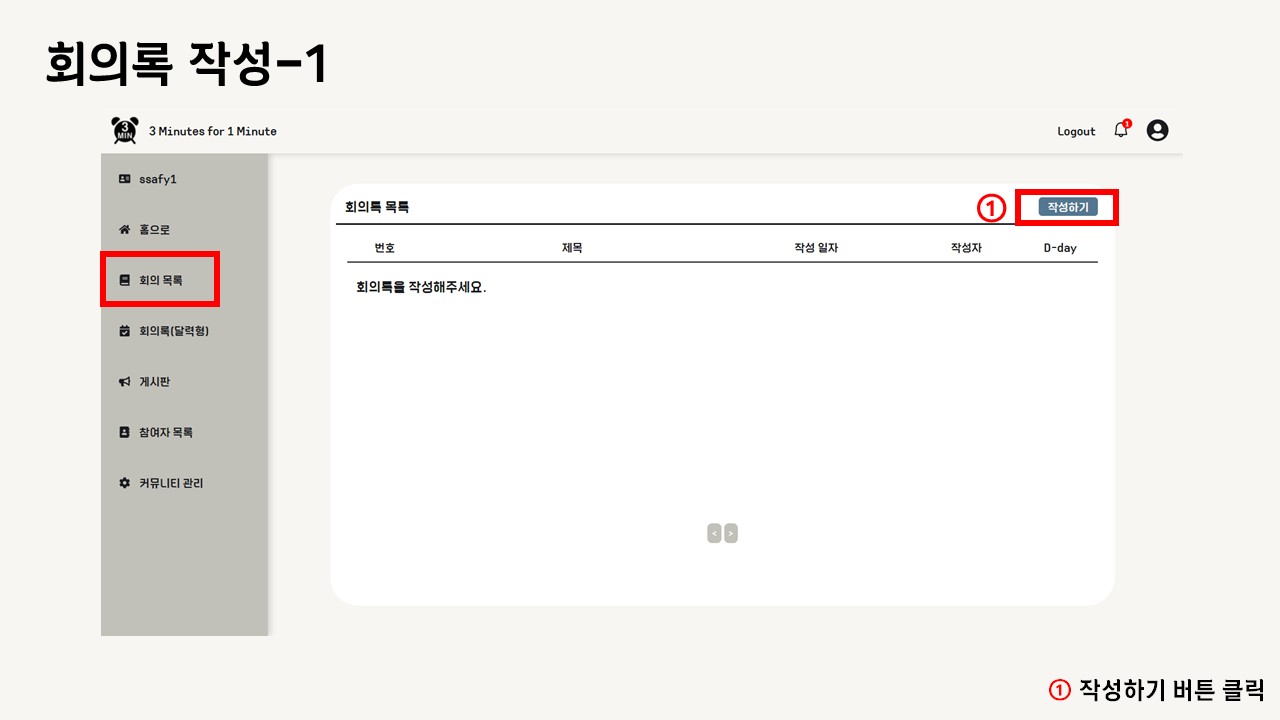 회의록 작성-1
3 MIN
3 Minutes for 1 Minute
Logout
1
ssafy1
홈으로
회의 목록
회의록(달력형)
게시판
참여자 목록
커뮤니티 관리
회의록 목록
① 작성하기
번호 제목 작성 일자 작성자 D-day
회의록을 작성해주세요.
< >
① 작성하기 버튼 클릭